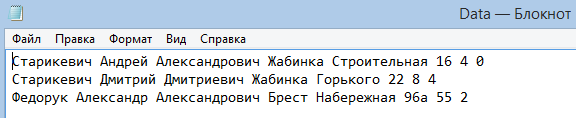 Data — Блокнот
Файл Правка Формат Вид Справка
Старикевич Андрей Александрович Жабинка Строительная 16 4 0
Старикевич Дмитрий Дмитриевич Жабинка Горького 22 8 4
Федорук Александр Александрович Брест Набережная 96а 55 2